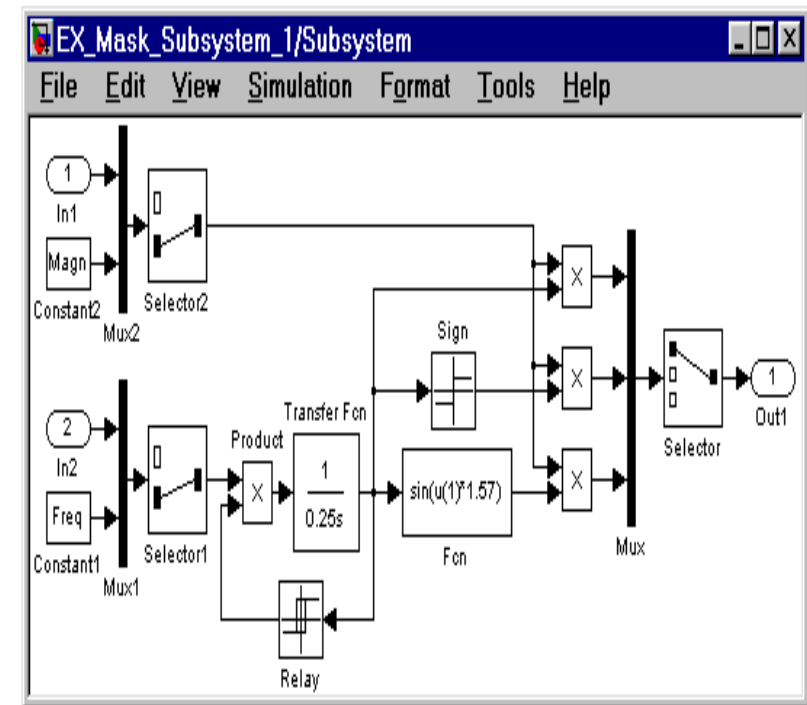 EX_Mask_Subsystem_1/Subsystem
File Edit View Simulation Format Tools Help
1
In1
Magn
Constant2
Mux2
Selector2
2
In2
Freq
Constant1
Mux1
Selector1
Product
×
Transfer Fcn
1
0.25s
Relay
Sign
sin(u(1)*1.57)
Fcn
×
×
×
Mux
Selector
1
Out1